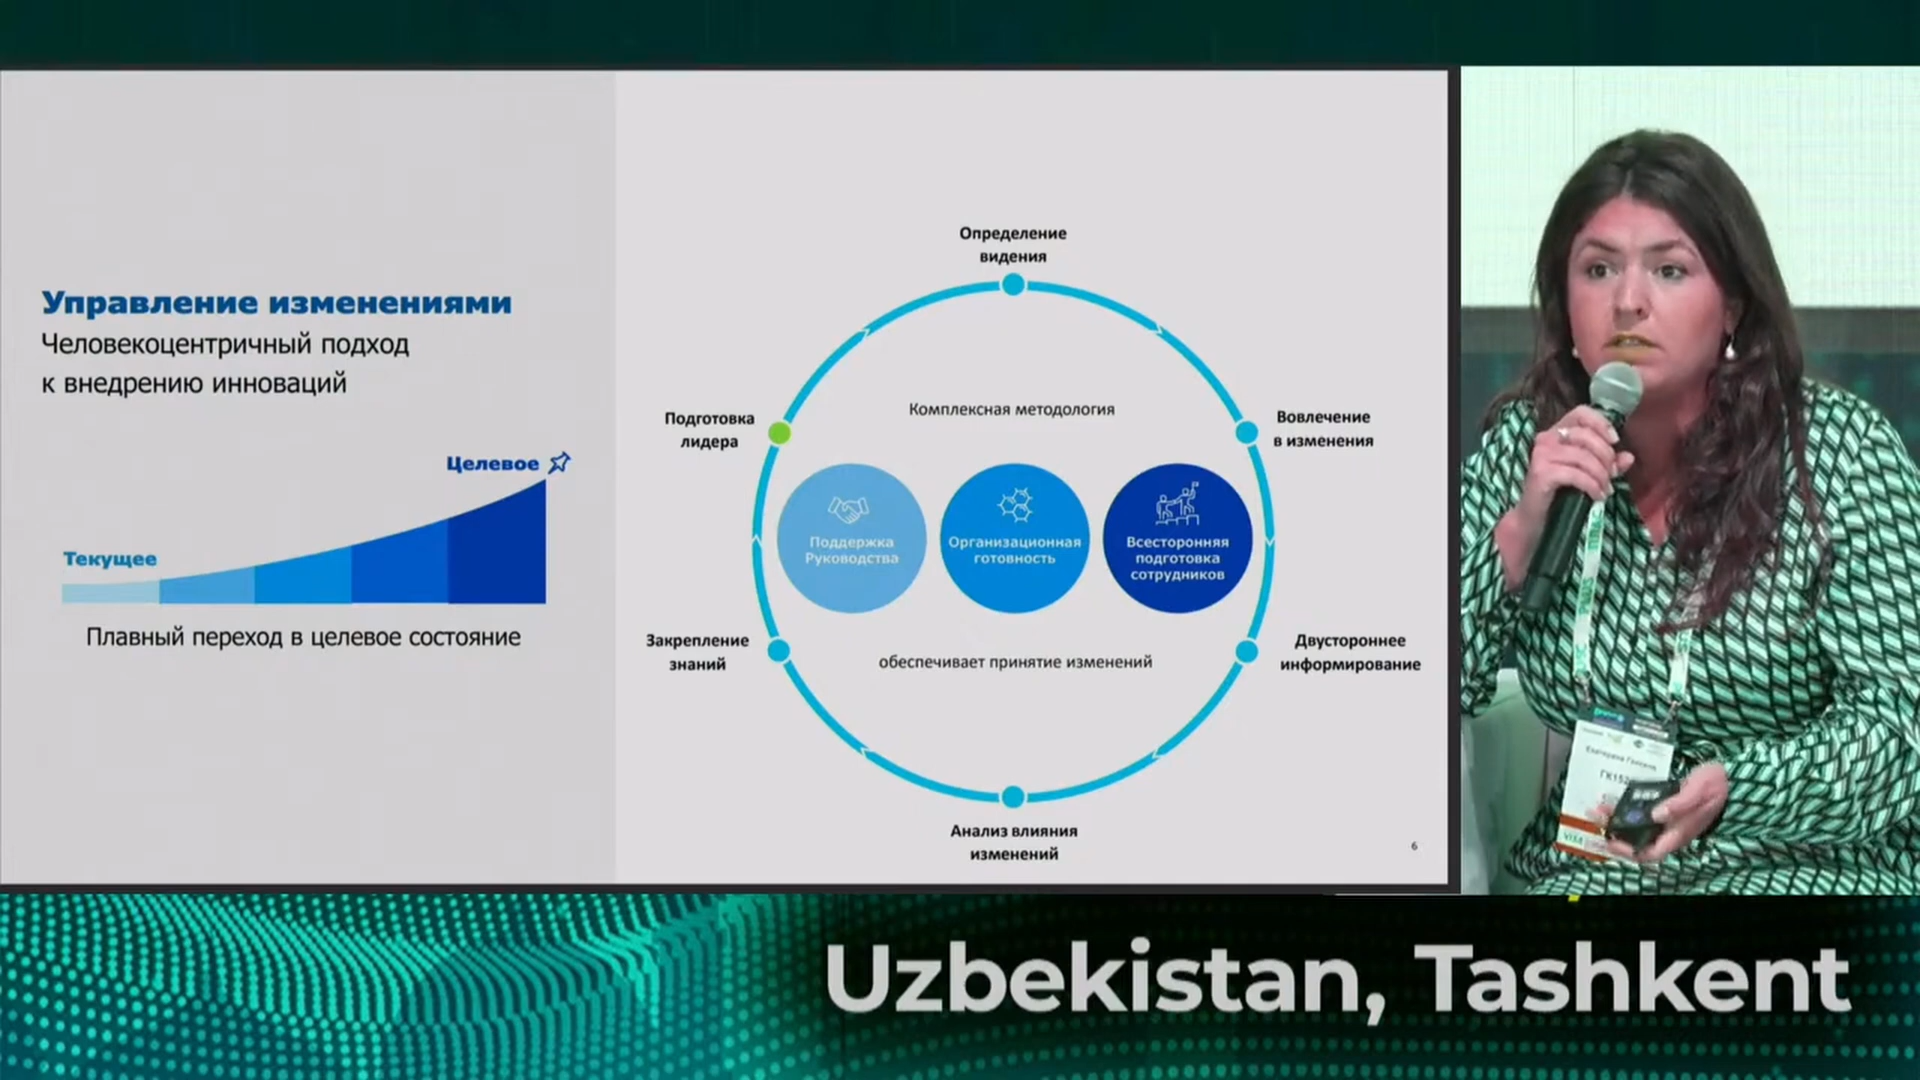 Управление изменениями
Человекоцентричный подход
к внедрению инноваций
Целевое
Текущее
Плавный переход в целевое состояние
Определение
видения
Подготовка
лидера
Комплексная методология
Вовлечение
в изменения
Поддержка
Руководства
Организационная
готовность
Всесторонняя
подготовка
сотрудников
Закрепление
знаний
обеспечивает принятие изменений
Двустороннее
информирование
Анализ влияния
изменений
6
Екатерина
Uzbekistan, Tashkent